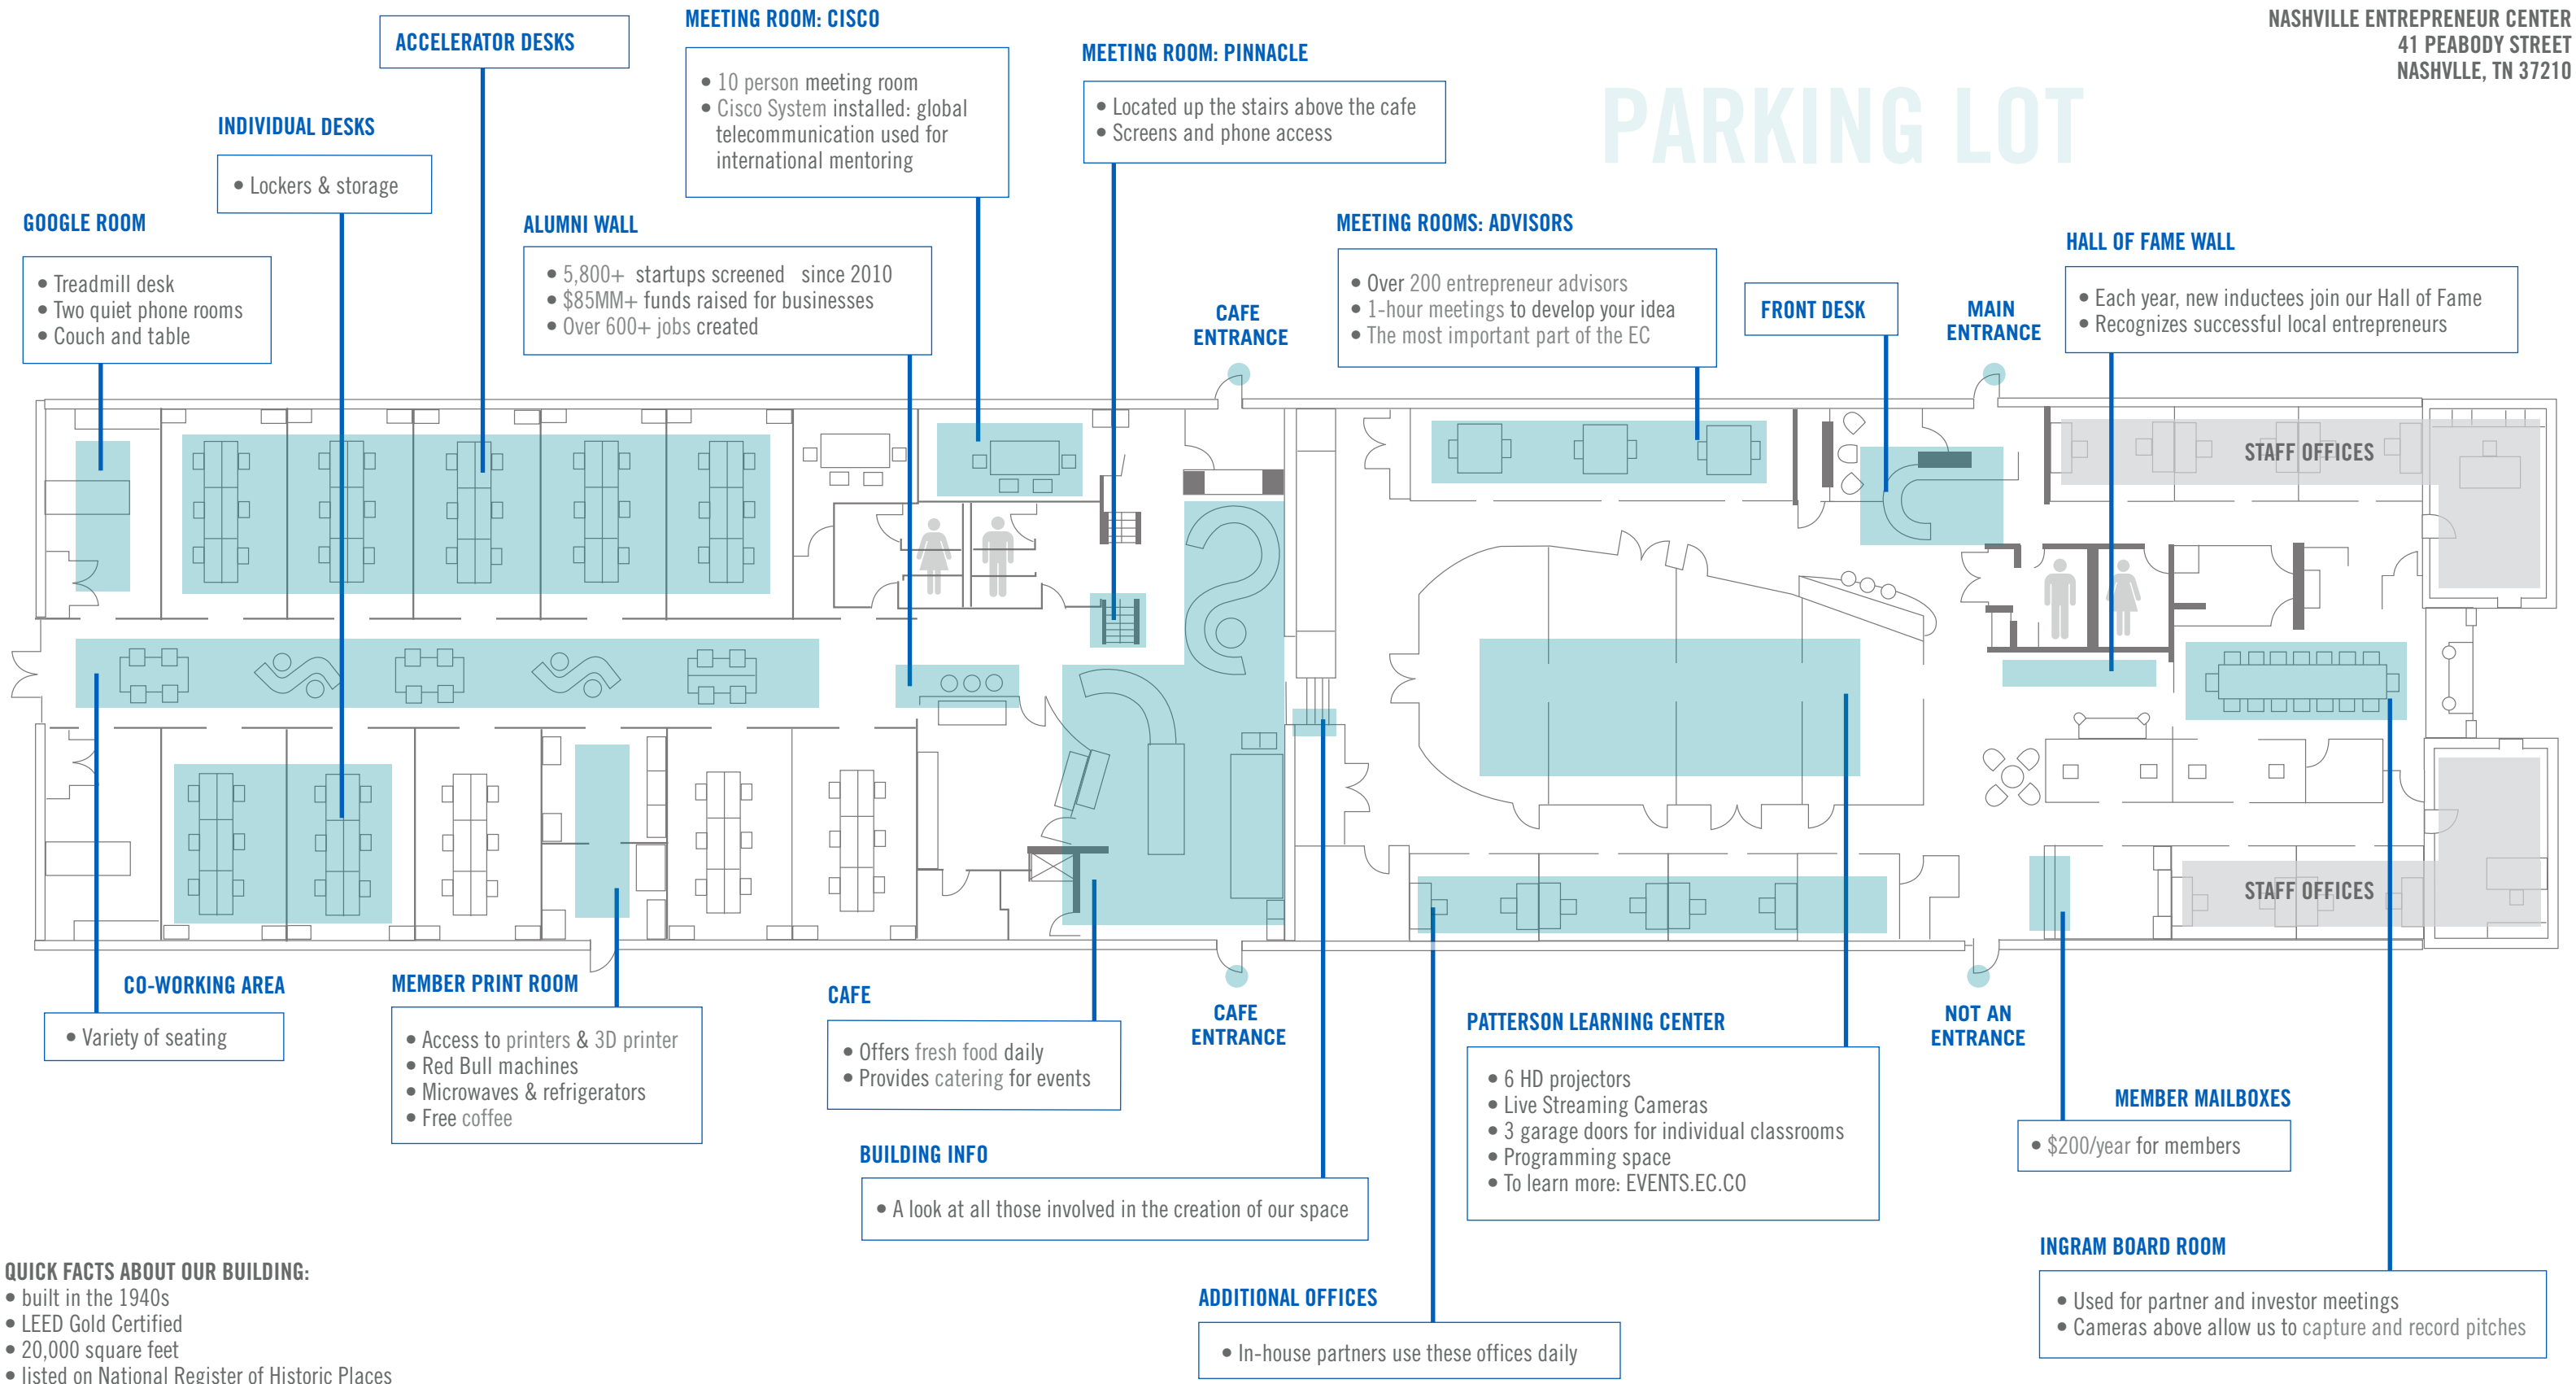 NASHVILLE ENTREPRENEUR CENTER
41 PEABODY STREET
NASHVLLE, TN 37210
PARKING LOT
ACCELERATOR DESKS
MEETING ROOM: CISCO
• 10 person meeting room
• Cisco System installed: global
telecommunication used for
international mentoring
MEETING ROOM: PINNACLE
• Located up the stairs above the cafe
• Screens and phone access
INDIVIDUAL DESKS
• Lockers & storage
GOOGLE ROOM
• Treadmill desk
• Two quiet phone rooms
• Couch and table
ALUMNI WALL
• 5,800+ startups screened since 2010
• $85MM+ funds raised for businesses
• Over 600+ jobs created
CAFE
ENTRANCE
MEETING ROOMS: ADVISORS
• Over 200 entrepreneur advisors
• 1-hour meetings to develop your idea
• The most important part of the EC
FRONT DESK
MAIN
ENTRANCE
HALL OF FAME WALL
• Each year, new inductees join our Hall of Fame
• Recognizes successful local entrepreneurs
STAFF OFFICES
STAFF OFFICES
CO-WORKING AREA
• Variety of seating
MEMBER PRINT ROOM
• Access to printers & 3D printer
• Red Bull machines
• Microwaves & refrigerators
• Free coffee
CAFE
• Offers fresh food daily
• Provides catering for events
CAFE
ENTRANCE
BUILDING INFO
• A look at all those involved in the creation of our space
PATTERSON LEARNING CENTER
• 6 HD projectors
• Live Streaming Cameras
• 3 garage doors for individual classrooms
• Programming space
• To learn more: EVENTS.EC.CO
NOT AN
ENTRANCE
MEMBER MAILBOXES
• $200/year for members
INGRAM BOARD ROOM
• Used for partner and investor meetings
• Cameras above allow us to capture and record pitches
ADDITIONAL OFFICES
• In-house partners use these offices daily
QUICK FACTS ABOUT OUR BUILDING:
• built in the 1940s
• LEED Gold Certified
• 20,000 square feet
• listed on National Register of Historic Places